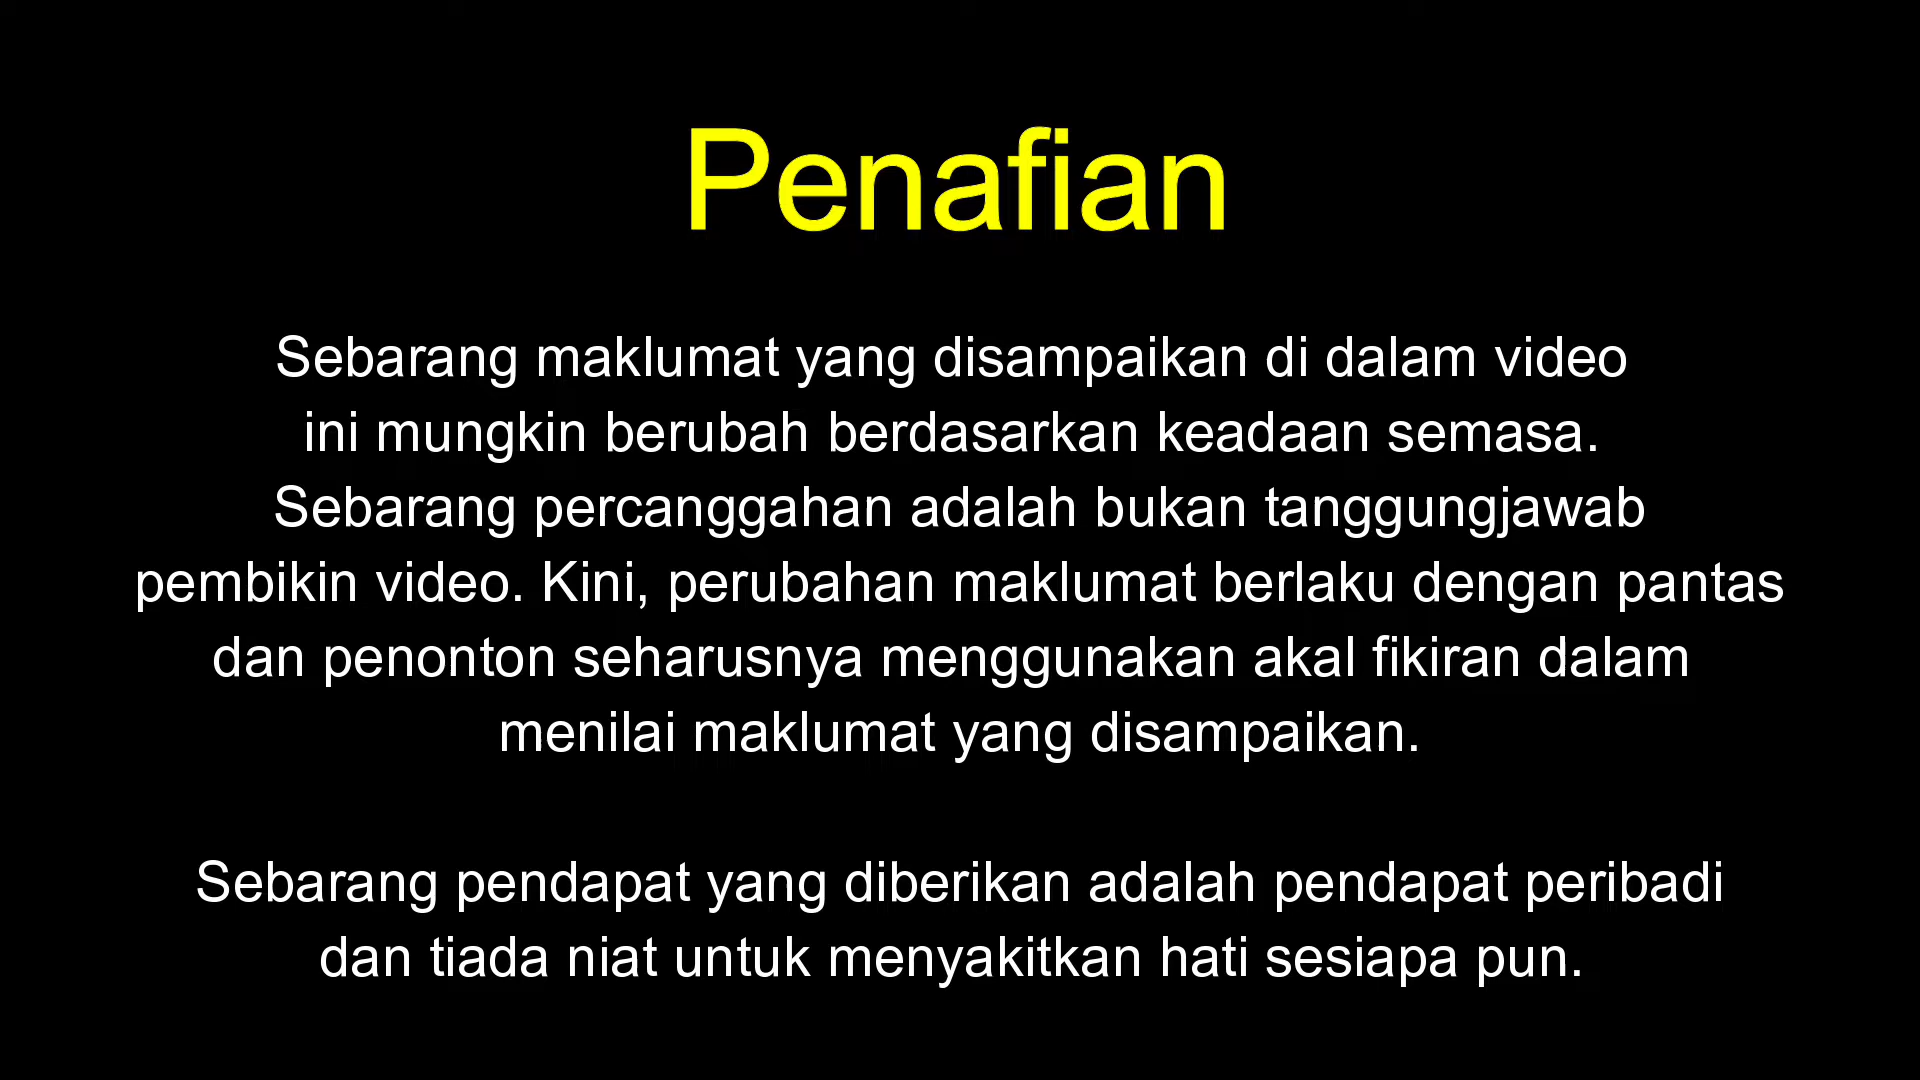 Penafian
Sebarang maklumat yang disampaikan di dalam video
ini mungkin berubah berdasarkan keadaan semasa.
Sebarang percanggahan adalah bukan tanggungjawab
pembikin video. Kini, perubahan maklumat berlaku dengan pantas
dan penonton seharusnya menggunakan akal fikiran dalam
menilai maklumat yang disampaikan.
Sebarang pendapat yang diberikan adalah pendapat peribadi
dan tiada niat untuk menyakitkan hati sesiapa pun.